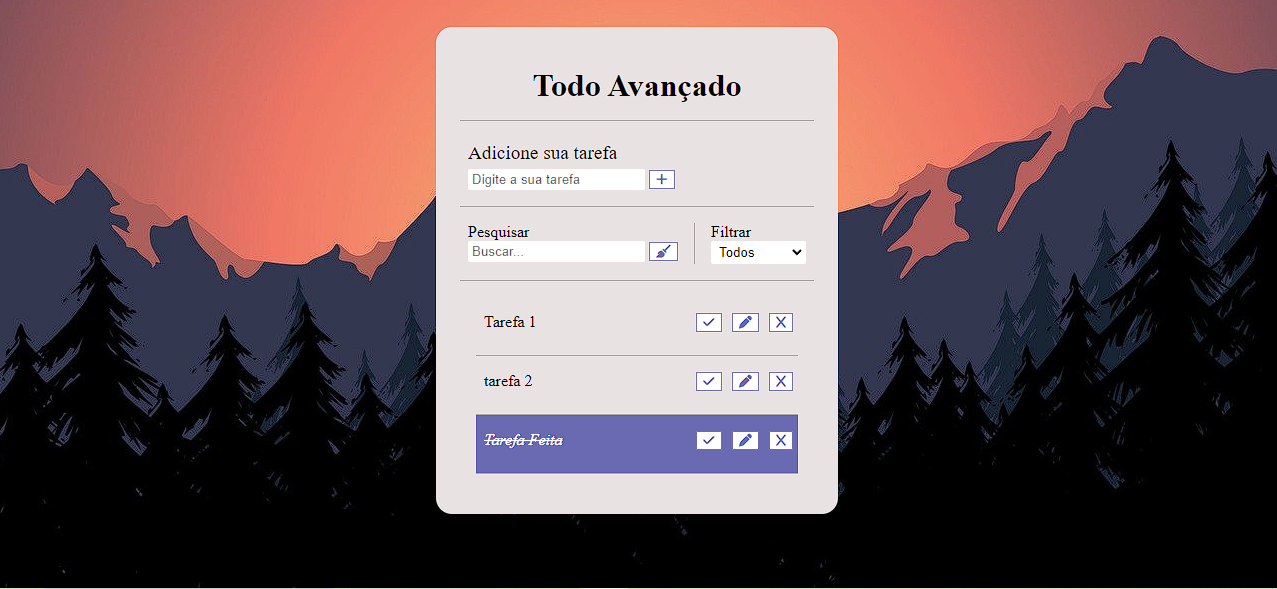 Todo Avançado
Adicione sua tarefa
Digite a sua tarefa
Pesquisar
Filtrar
Buscar...
Todos
Tarefa 1
tarefa 2
Tarefa Feita